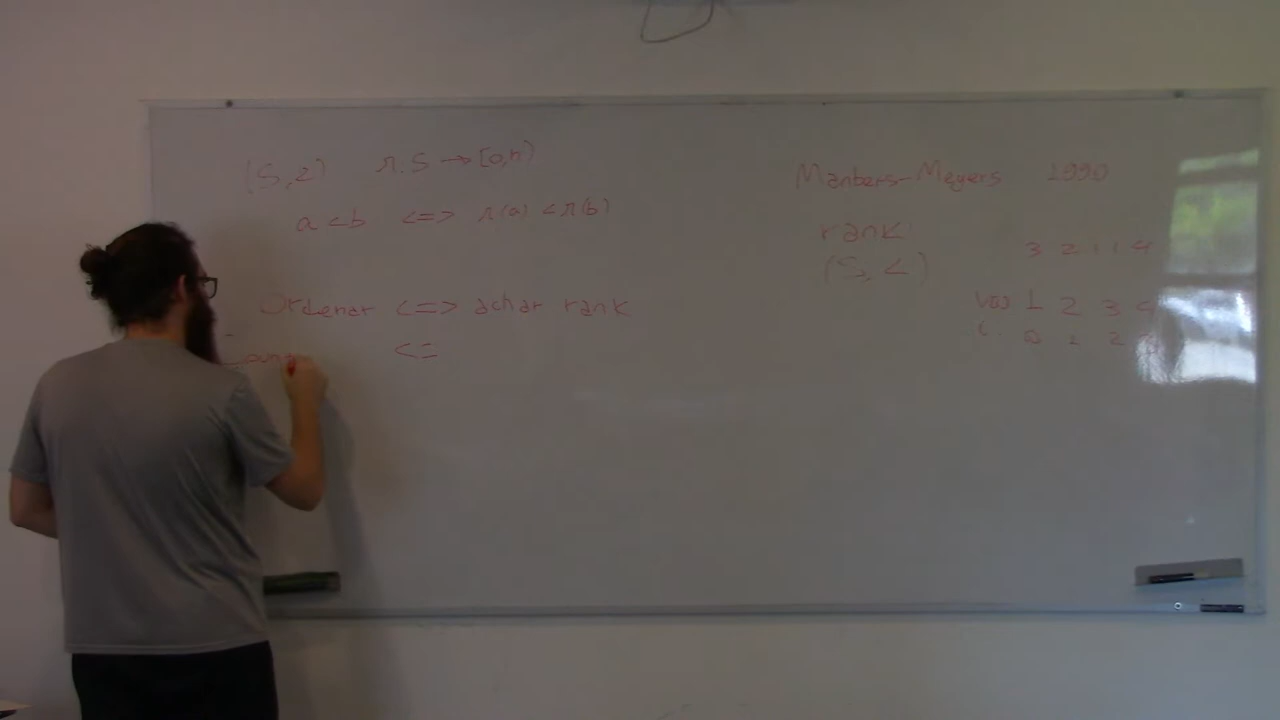 (S, <) r: S → [0, n)
a < b <=> r(a) < r(b)
Ordenar <=> achar rank
<=
Manbers-Meyers 1990
rank:
(S, <)
3 2 1 1 4
1 2 3 4
0 1 2